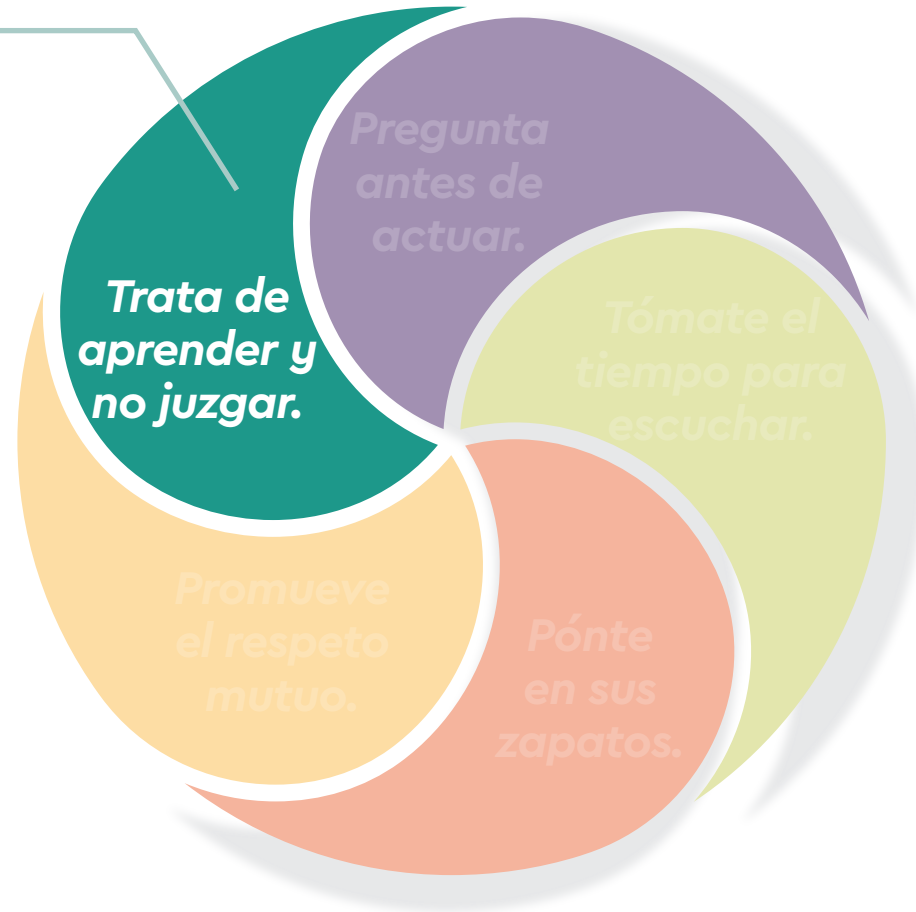 Pregunta
antes de
actuar.
Trata de
aprender y
no juzgar.
Tómate el
tiempo para
escuchar.
Promueve
el respeto
mutuo.
Pónte
en sus
zapatos.